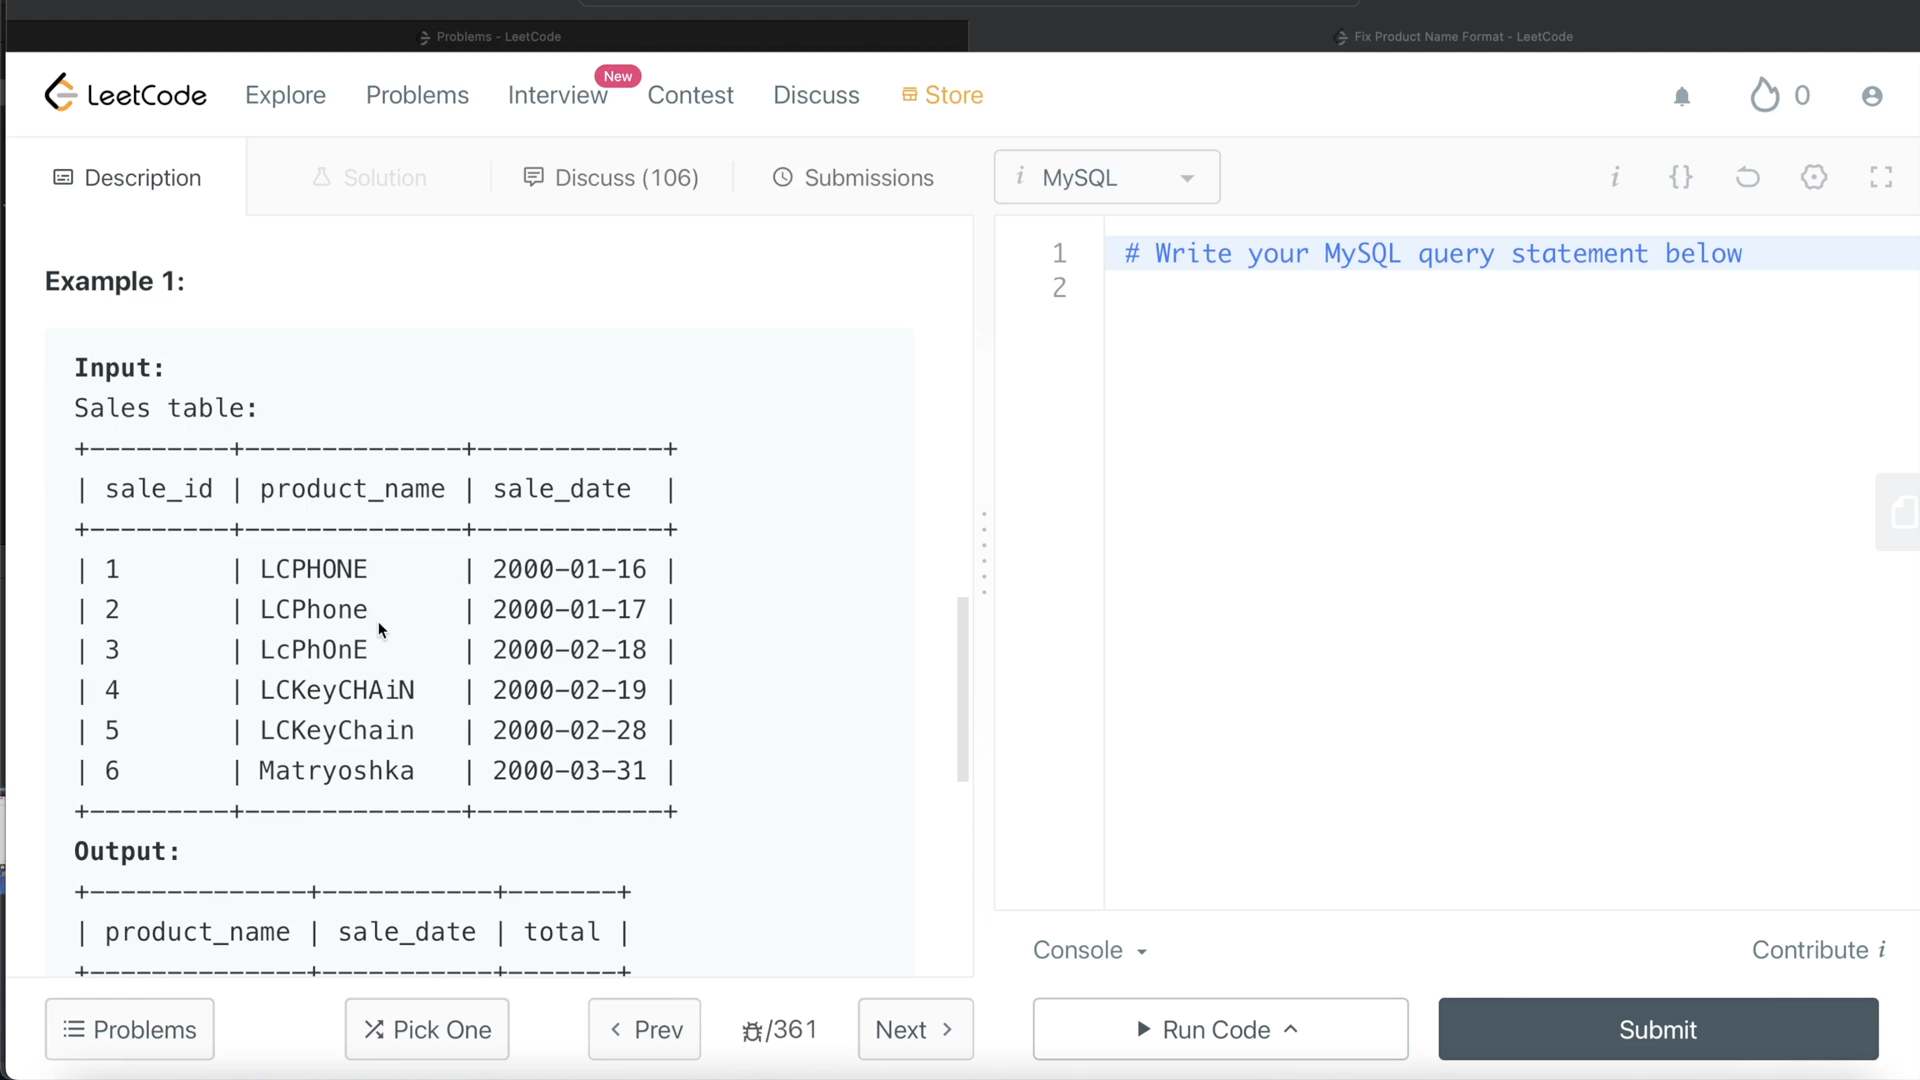 Problems - LeetCode
Fix Product Name Format - LeetCode
LeetCode Explore Problems Interview New Contest Discuss Store 0
Description Solution Discuss (106) Submissions
i MySQL i {}
Example 1:
Input:
Sales table:
+---------+--------------+------------+
| sale_id | product_name | sale_date  |
+---------+--------------+------------+
| 1       | LCPHONE      | 2000-01-16 |
| 2       | LCPhone      | 2000-01-17 |
| 3       | LcPhOnE      | 2000-02-18 |
| 4       | LCKeyCHAiN   | 2000-02-19 |
| 5       | LCKeyChain   | 2000-02-28 |
| 6       | Matryoshka   | 2000-03-31 |
+---------+--------------+------------+
Output:
+--------------+-----------+-------+
| product_name | sale_date | total |
+--------------+-----------+-------+
1 # Write your MySQL query statement below
2
Console Contribute i
Problems Pick One < Prev /361 Next > Run Code Submit